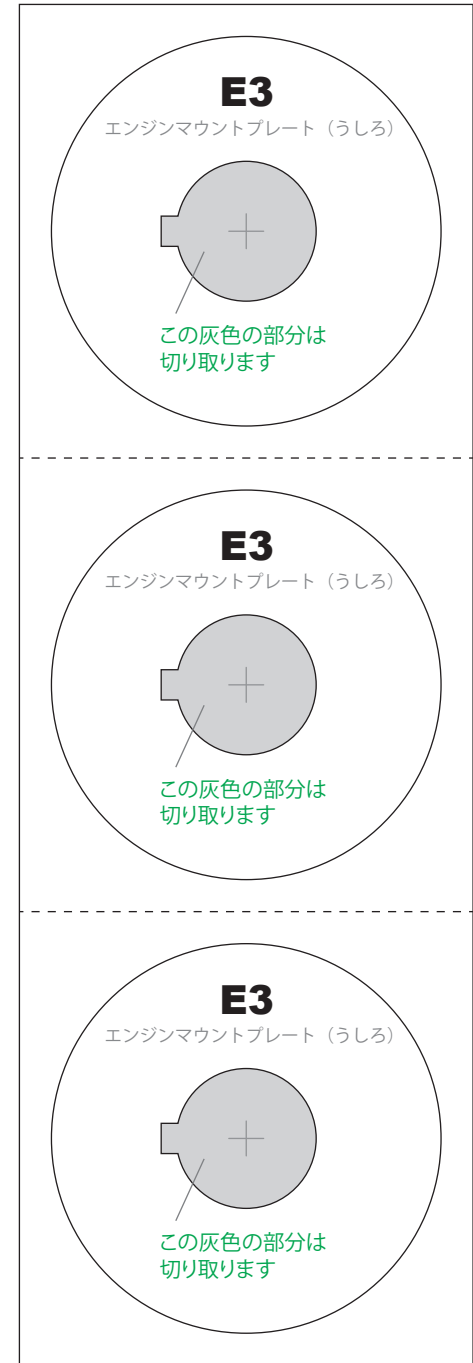 E3
エンジンマウントプレート（うしろ）
この灰色の部分は
切り取ります
E3
エンジンマウントプレート（うしろ）
この灰色の部分は
切り取ります
E3
エンジンマウントプレート（うしろ）
この灰色の部分は
切り取ります